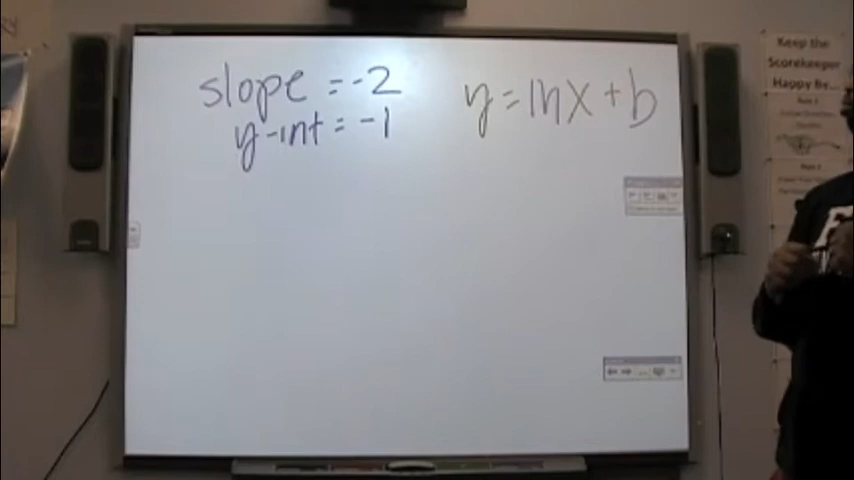 slope = -2
y-int = -1
y = mx + b
Keep the
Scorekeeper
Happy By...